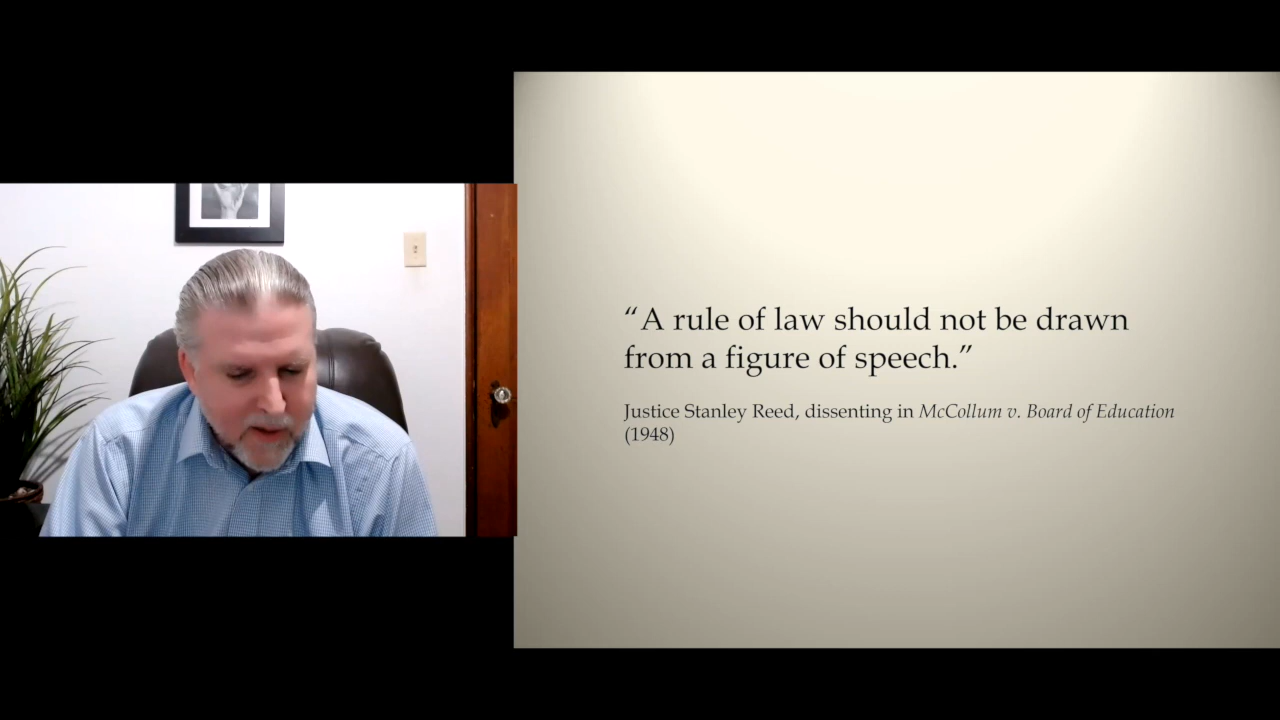 “A rule of law should not be drawn
from a figure of speech.”
Justice Stanley Reed, dissenting in McCollum v. Board of Education
(1948)